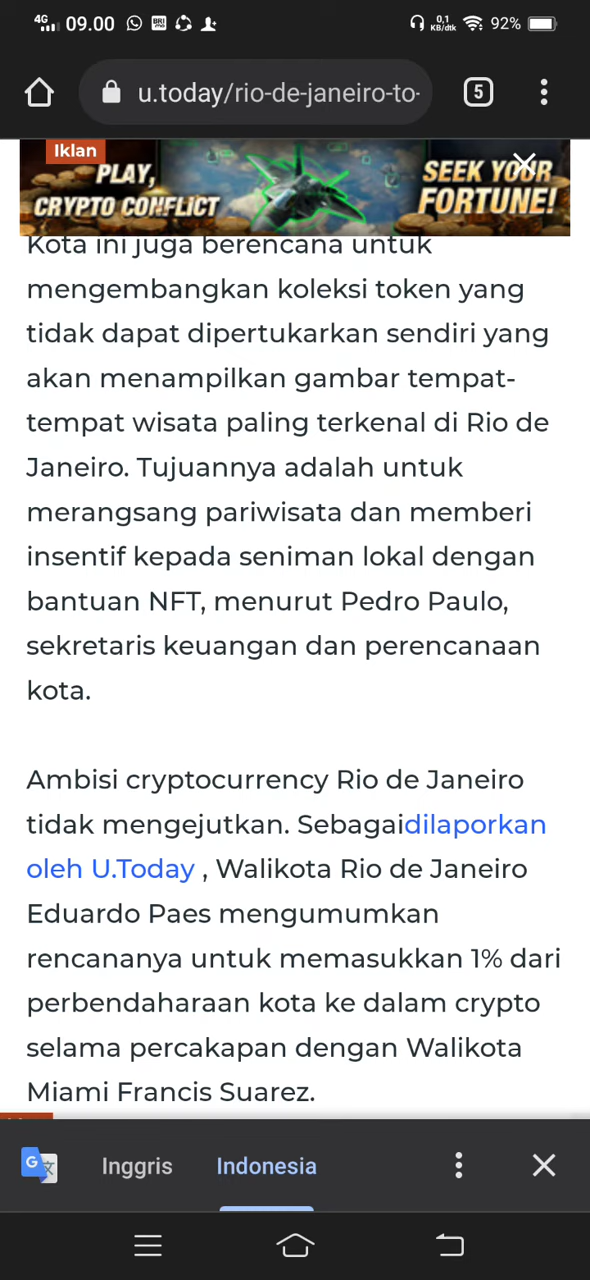 4G 09.00 BRI 0,1 KB/dtk 92%
u.today/rio-de-janeiro-to-
5
Iklan
PLAY,
CRYPTO CONFLICT
SEEK YOUR
FORTUNE!
Kota ini juga berencana untuk
mengembangkan koleksi token yang
tidak dapat dipertukarkan sendiri yang
akan menampilkan gambar tempat-
tempat wisata paling terkenal di Rio de
Janeiro. Tujuannya adalah untuk
merangsang pariwisata dan memberi
insentif kepada seniman lokal dengan
bantuan NFT, menurut Pedro Paulo,
sekretaris keuangan dan perencanaan
kota.
Ambisi cryptocurrency Rio de Janeiro
tidak mengejutkan. Sebagaidilaporkan
oleh U.Today , Walikota Rio de Janeiro
Eduardo Paes mengumumkan
rencananya untuk memasukkan 1% dari
perbendaharaan kota ke dalam crypto
selama percakapan dengan Walikota
Miami Francis Suarez.
G 文 Inggris Indonesia